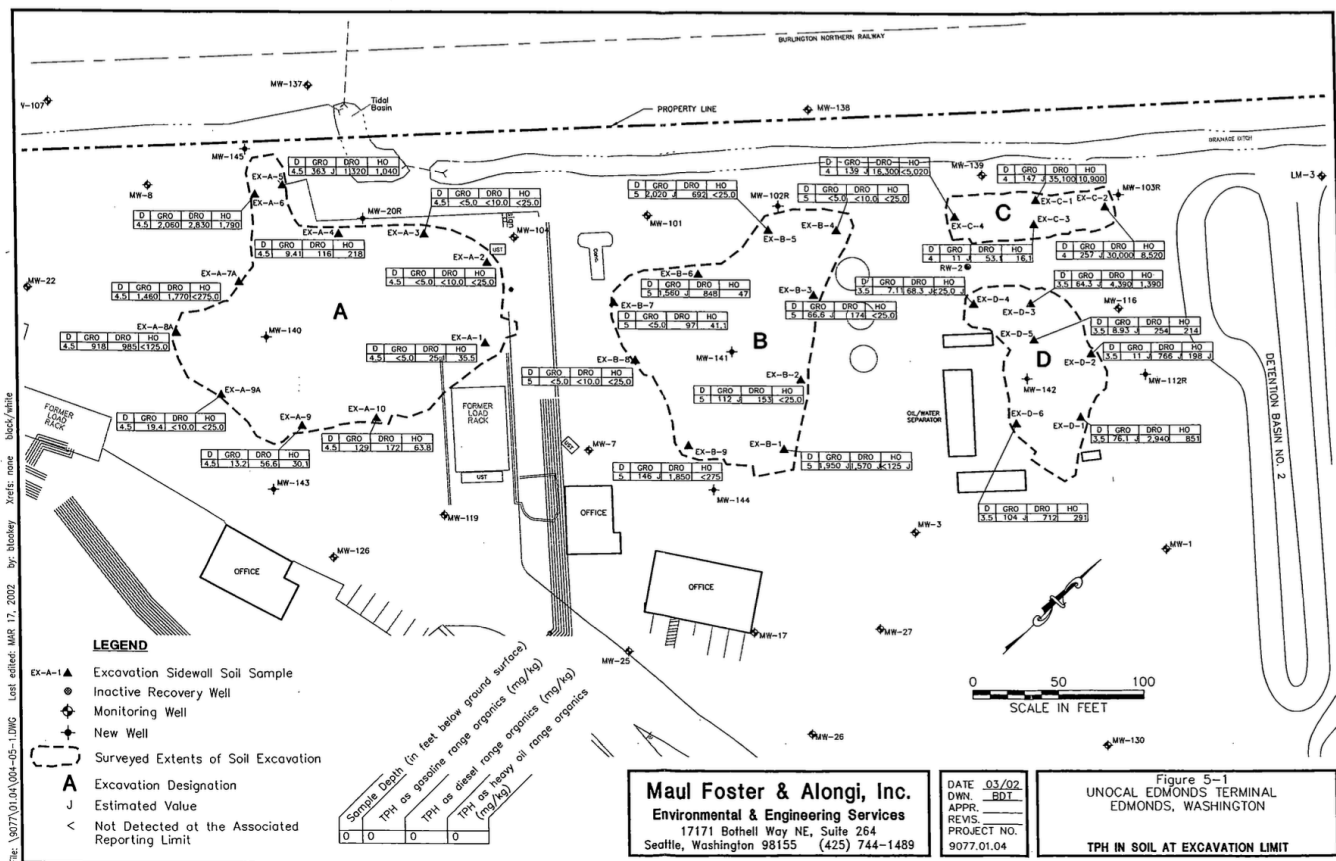 BURLINGTON NORTHERN RAILWAY
MW-137
Tidal
Basin
PROPERTY LINE
MW-138
DRAINAGE DITCH
MW-145
MW-8
EX-A-5
D GRO DRO HO
4.5 363 J 1,320 1,040
EX-A-6
D GRO DRO HO
4.5 2,060 2,830 1,790
MW-20R
EX-A-4
D GRO DRO HO
4.5 9.41 116 218
EX-A-3
D GRO DRO HO
4.5 <5.0 <10.0 <25.0
MW-104
UST
EX-A-2
D GRO DRO HO
4.5 <5.0 <10.0 <25.0
MW-22
EX-A-7A
D GRO DRO HO
4.5 1,460 1,770 <275.0
A
EX-A-8A
D GRO DRO HO
4.5 918 985 <125.0
MW-140
EX-A-1
D GRO DRO HO
4.5 <5.0 25 J 35.5
EX-A-9A
D GRO DRO HO
4.5 19.4 <10.0 <25.0
EX-A-9
D GRO DRO HO
4.5 13.2 56.6 30.1
EX-A-10
D GRO DRO HO
4.5 129 172 63.8
FORMER
LOAD
RACK
FORMER
LOAD
RACK
UST
MW-143
MW-119
MW-126
OFFICE
MW-101
MW-102R
D GRO DRO HO
5 2,020 J 692 <25.0
EX-B-5
D GRO DRO HO
5 <5.0 <10.0 <25.0
EX-B-4
EX-B-6
D GRO DRO HO
5 1,560 J 848 47
EX-B-7
D GRO DRO HO
5 <5.0 97 41.1
EX-B-3
D GRO DRO HO
5 66.6 J 174 <25.0
B
MW-141
EX-B-8
D GRO DRO HO
5 <5.0 <10.0 <25.0
EX-B-2
D GRO DRO HO
5 112 J 153 <25.0
EX-B-9
D GRO DRO HO
5 146 J 1,850 <275
EX-B-1
D GRO DRO HO
5 1,950 J 1,570 J <125 J
UST
MW-7
OFFICE
MW-144
OFFICE
MW-17
MW-25
MW-26
MW-27
MW-3
MW-1
MW-130
D GRO DRO HO
4 139 J 16,300 <5,020
MW-139
D GRO DRO HO
4 147 J 35,100 10,900
MW-103R
LM-3
C
EX-C-1
EX-C-2
EX-C-3
EX-C-4
D GRO DRO HO
4 11 J 53.1 16.1
D GRO DRO HO
4 257 J 30,000 8,520
RW-2
D GRO DRO HO
3.5 7.11 68.3 J <25.0 J
EX-D-4
D GRO DRO HO
3.5 64.3 J 4,390 1,390
EX-D-3
MW-116
EX-D-5
D GRO DRO HO
3.5 8.93 J 254 214
D
EX-D-2
D GRO DRO HO
3.5 11 J 766 J 198 J
MW-142
MW-112R
EX-D-6
EX-D-1
D GRO DRO HO
3.5 76.1 J 2,940 851
D GRO DRO HO
3.5 104 J 712 291
OIL/WATER
SEPARATOR
DETENTION BASIN NO. 2
0 50 100
SCALE IN FEET
LEGEND
EX-A-1 Excavation Sidewall Soil Sample
Inactive Recovery Well
Monitoring Well
New Well
Surveyed Extents of Soil Excavation
A Excavation Designation
J Estimated Value
< Not Detected at the Associated
Reporting Limit
Sample Depth (in feet below ground surface)
TPH as gasoline range organics (mg/kg)
TPH as diesel range organics (mg/kg)
TPH as heavy oil range organics
(mg/kg)
0 0 0 0
Maul Foster & Alongi, Inc.
Environmental & Engineering Services
17171 Bothell Way NE, Suite 264
Seattle, Washington 98155 (425) 744-1489
DATE 03/02
DWN. BDT
APPR.
REVIS.
PROJECT NO.
9077.01.04
Figure 5-1
UNOCAL EDMONDS TERMINAL
EDMONDS, WASHINGTON
TPH IN SOIL AT EXCAVATION LIMIT
File: \9077\01.04\004-05-1.DWG Last edited: MAR 17, 2002 by: btookey Xrefs: none block/white